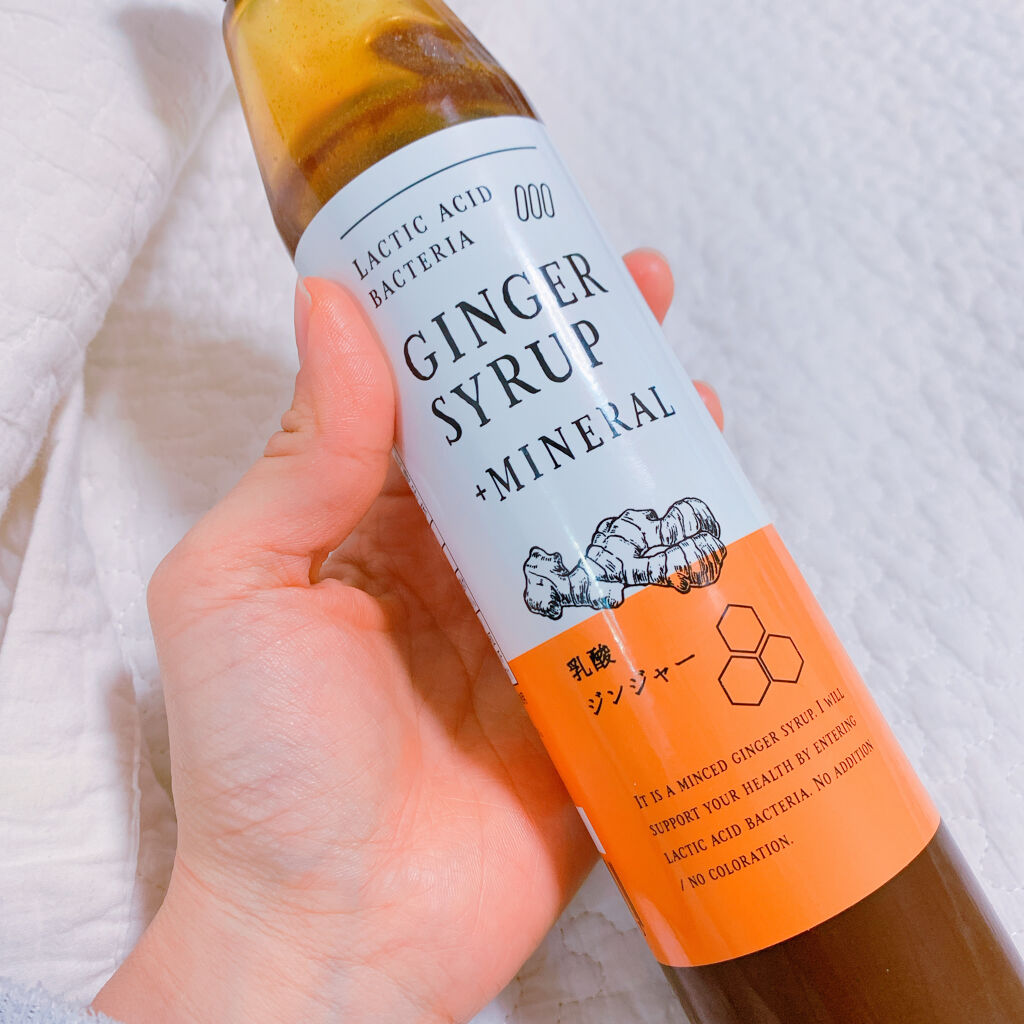 LACTIC ACID
BACTERIA
GINGER
SYRUP
+MINERAL
乳酸
ジンジャー
IT IS A MINCED GINGER SYRUP. I WILL
SUPPORT YOUR HEALTH BY ENTERING
LACTIC ACID BACTERIA. NO ADDITION
/ NO COLORATION.